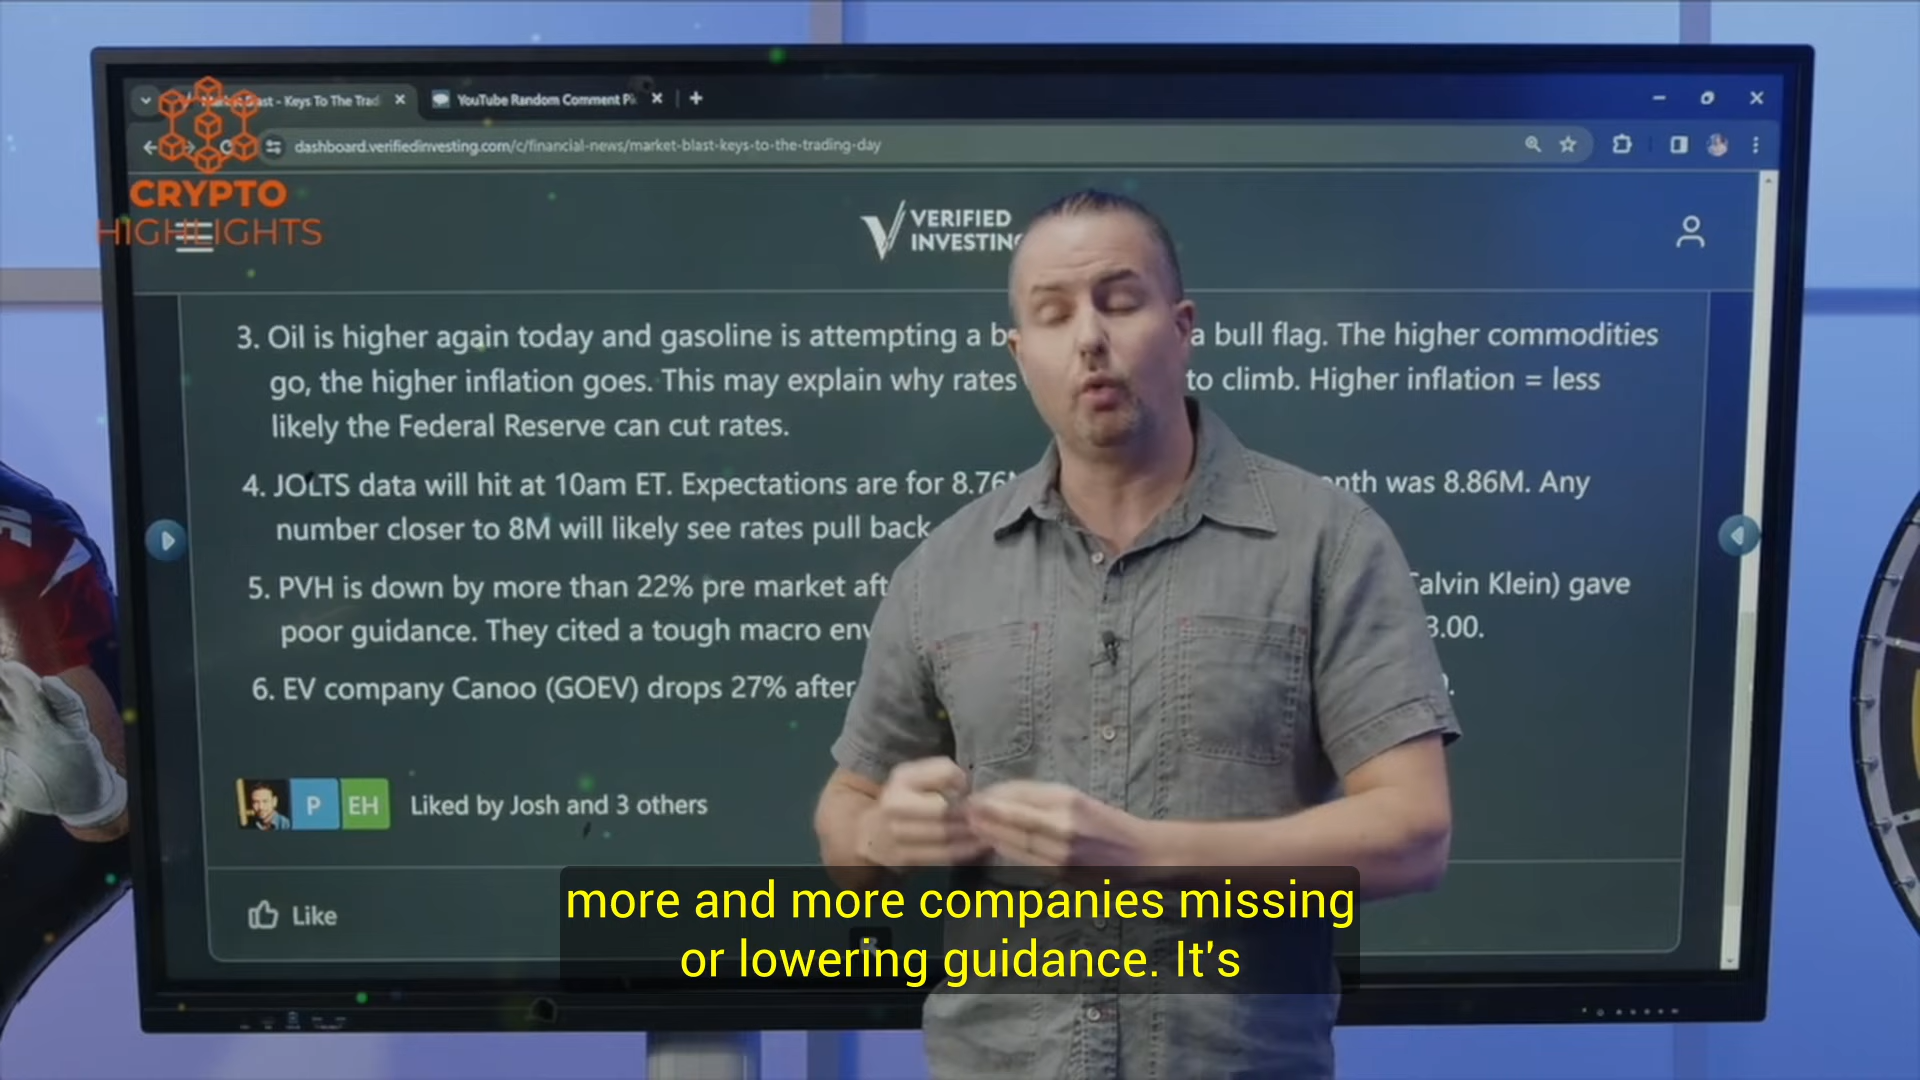 Market Blast - Keys To The Trad
YouTube Random Comment Pi
dashboard.verifiedinvesting.com/c/financial-news/market-blast-keys-to-the-trading-day
CRYPTO
HIGHLIGHTS
VERIFIED
INVESTING
3. Oil is higher again today and gasoline is attempting a b a bull flag. The higher commodities
go, the higher inflation goes. This may explain why rates to climb. Higher inflation = less
likely the Federal Reserve can cut rates.
4. JOLTS data will hit at 10am ET. Expectations are for 8.76M nth was 8.86M. Any
number closer to 8M will likely see rates pull back
5. PVH is down by more than 22% pre market aft Calvin Klein) gave
poor guidance. They cited a tough macro env 3.00.
6. EV company Canoo (GOEV) drops 27% after
P EH Liked by Josh and 3 others
Like
more and more companies missing
or lowering guidance. It's